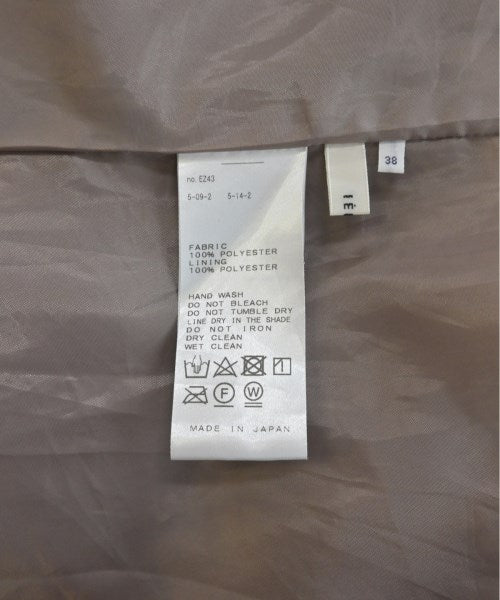 no. EZ43
5-09-2 5-14-2
FABRIC
100% POLYESTER
LINING
100% POLYESTER
HAND WASH
DO NOT BLEACH
DO NOT TUMBLE DRY
LINE DRY IN THE SHADE
DO NOT IRON
DRY CLEAN
WET CLEAN
F W
MADE IN JAPAN
38